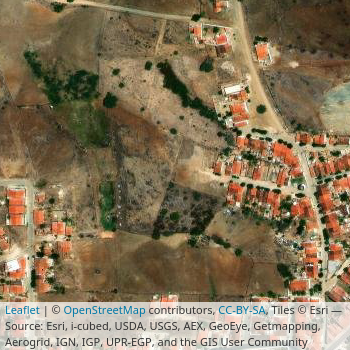 Leaflet | © OpenStreetMap contributors, CC-BY-SA, Tiles © Esri —
Source: Esri, i-cubed, USDA, USGS, AEX, GeoEye, Getmapping,
Aerogrid, IGN, IGP, UPR-EGP, and the GIS User Community